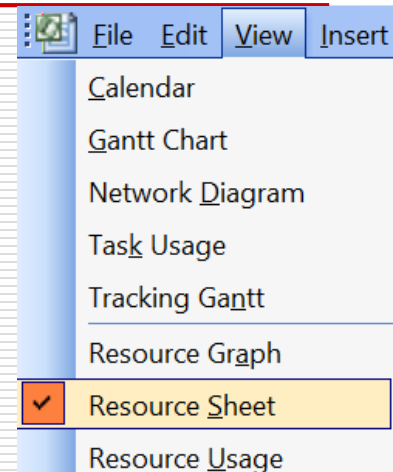 File Edit View Insert
Calendar
Gantt Chart
Network Diagram
Task Usage
Tracking Gantt
Resource Graph
Resource Sheet
Resource Usage